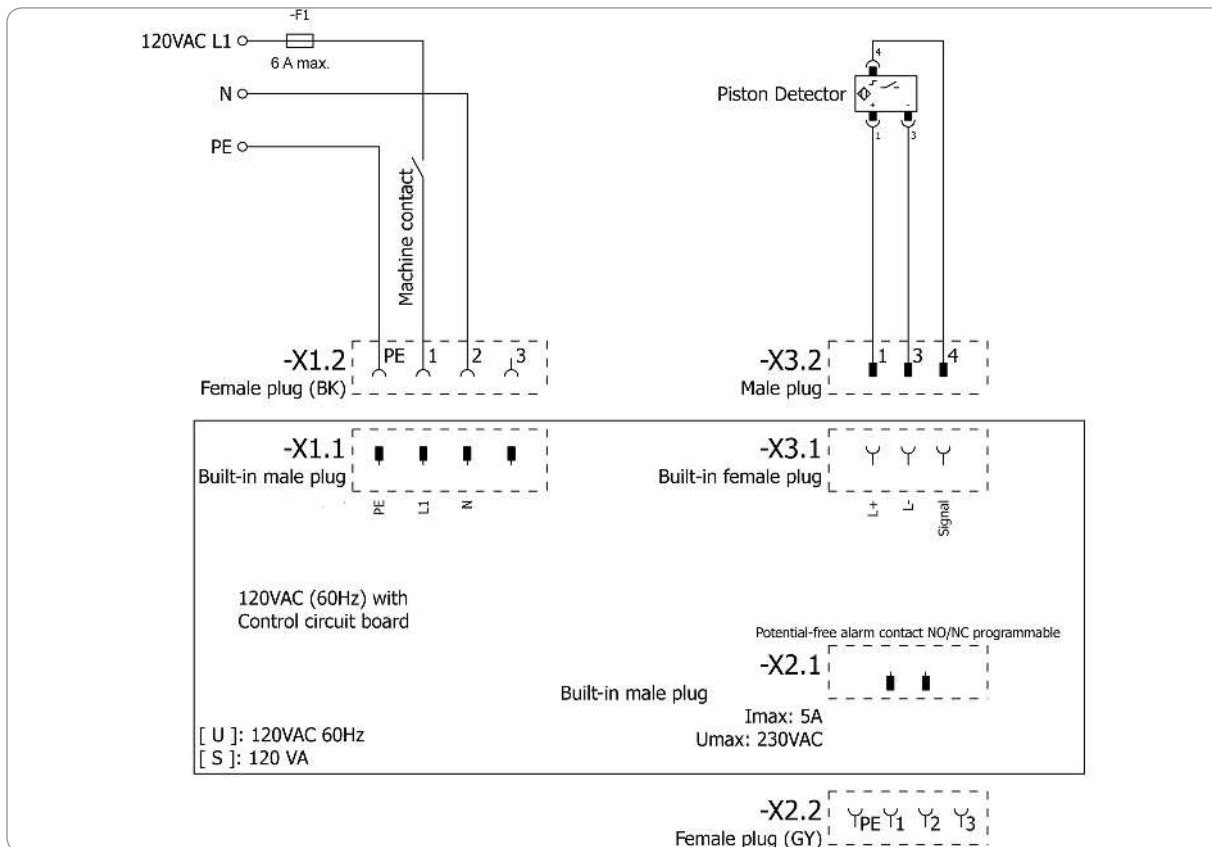 -F1
120VAC L1
6 A max.
N
PE
Machine contact
4
Piston Detector
+ -
1 3
-X1.2 PE 1 2 3
Female plug (BK)
-X3.2 1 3 4
Male plug
-X1.1
Built-in male plug
PE L1 N
-X3.1
Built-in female plug
L+ L- Signal
120VAC (60Hz) with
Control circuit board
Potential-free alarm contact NO/NC programmable
-X2.1
Built-in male plug
Imax: 5A
Umax: 230VAC
[ U ]: 120VAC 60Hz
[ S ]: 120 VA
-X2.2 PE 1 2 3
Female plug (GY)